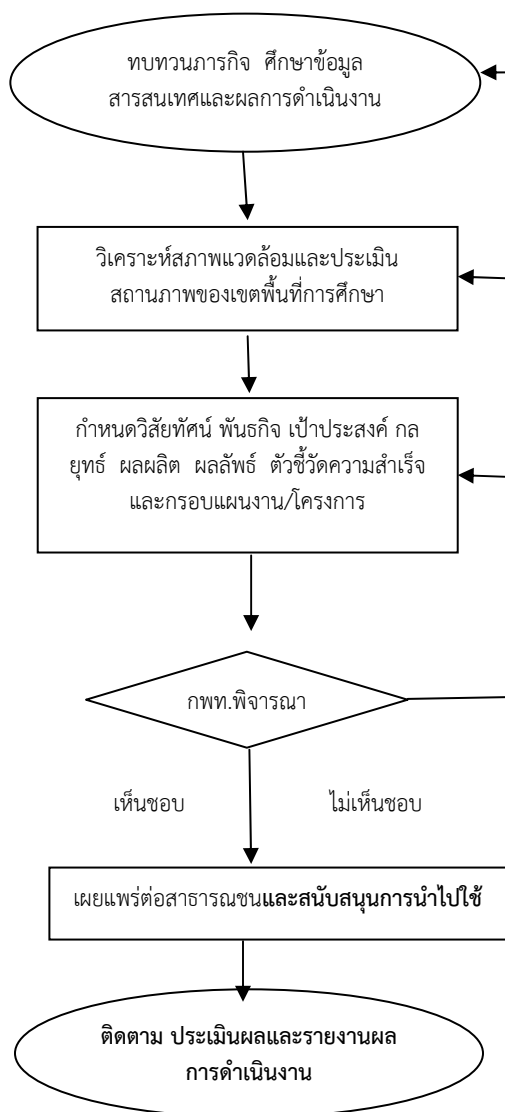 ทบทวนภารกิจ ศึกษาข้อมูล
สารสนเทศและผลการดำเนินงาน
วิเคราะห์สภาพแวดล้อมและประเมิน
สถานภาพของเขตพื้นที่การศึกษา
กำหนดวิสัยทัศน์ พันธกิจ เป้าประสงค์ กล
ยุทธ์ ผลผลิต ผลลัพธ์ ตัวชี้วัดความสำเร็จ
และกรอบแผนงาน/โครงการ
กพท.พิจารณา
เห็นชอบ ไม่เห็นชอบ
เผยแพร่ต่อสาธารณชนและสนับสนุนการนำไปใช้
ติดตาม ประเมินผลและรายงานผล
การดำเนินงาน